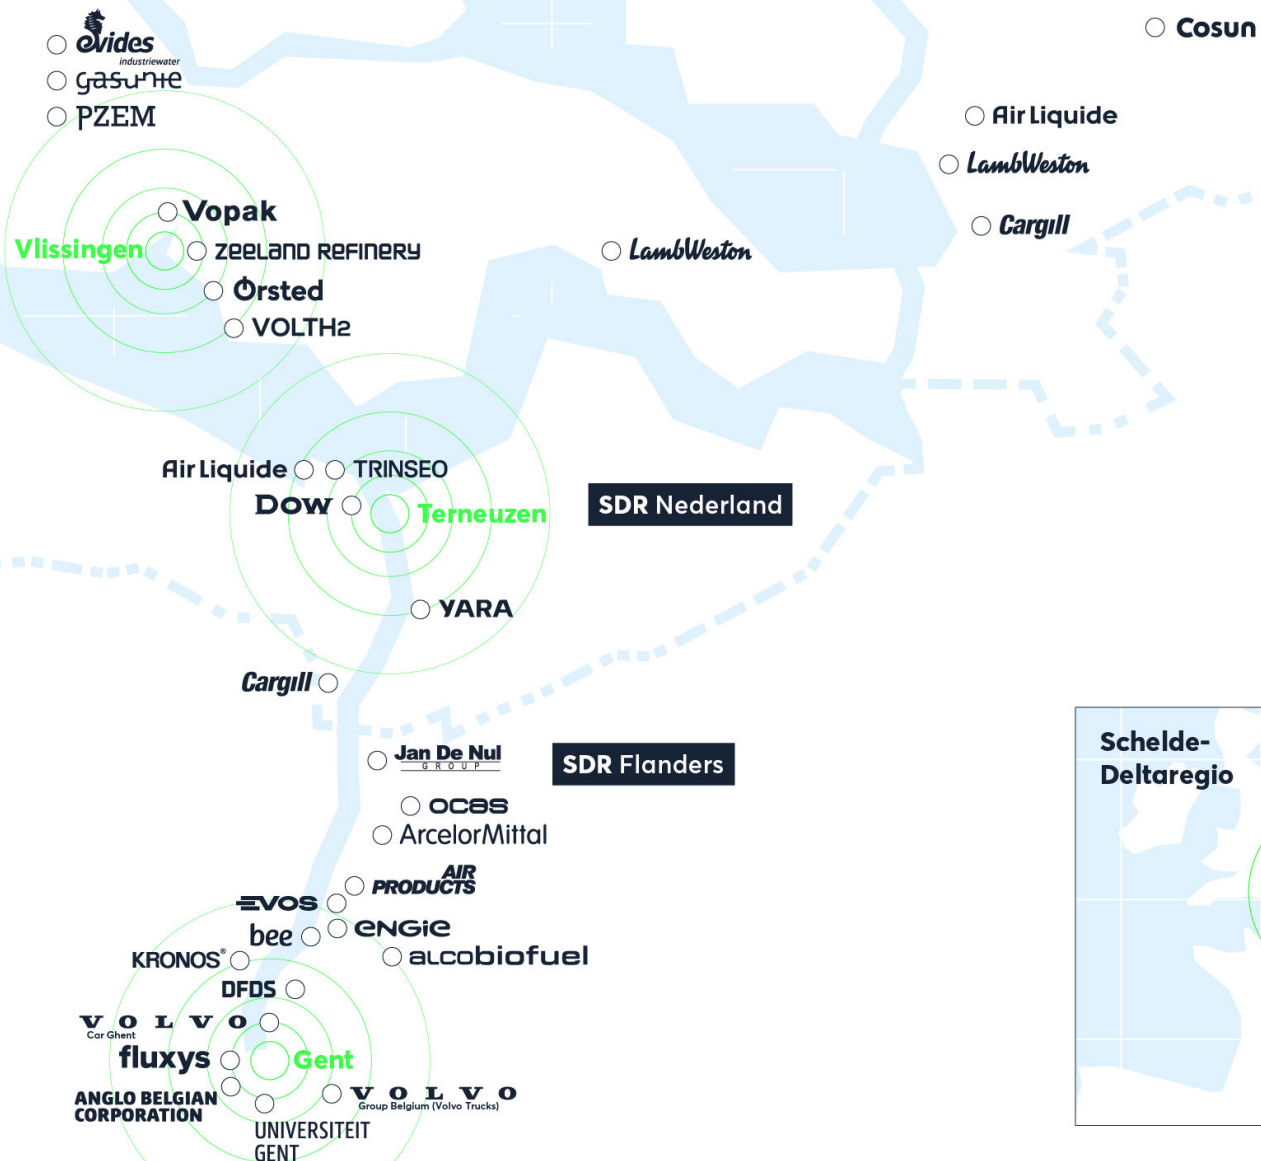 evides
industriewater
gasunie
PZEM
Cosun
Air Liquide
LambWeston
Cargill
Vopak
Vlissingen
ZEELAND REFINERY
Ørsted
VOLTH2
LambWeston
Air Liquide
TRINSEO
Dow
Terneuzen
SDR Nederland
YARA
Cargill
Jan De Nul
GROUP
SDR Flanders
ocas
ArcelorMittal
AIR
PRODUCTS
EVOS
ENGIE
bee
alcobiofuel
KRONOS®
DFDS
VOLVO
Car Ghent
fluxys
Gent
ANGLO BELGIAN
CORPORATION
VOLVO
Group Belgium (Volvo Trucks)
UNIVERSITEIT
GENT
Schelde-
Deltaregio